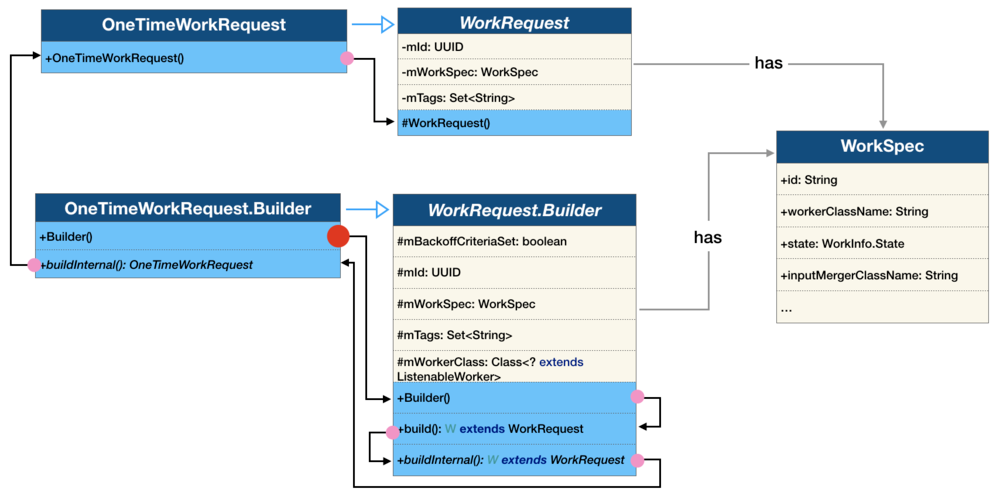 OneTimeWorkRequest
+OneTimeWorkRequest()
WorkRequest
-mId: UUID
-mWorkSpec: WorkSpec
-mTags: Set<String>
#WorkRequest()
has
WorkSpec
+id: String
+workerClassName: String
+state: WorkInfo.State
+inputMergerClassName: String
...
OneTimeWorkRequest.Builder
+Builder()
+buildInternal(): OneTimeWorkRequest
WorkRequest.Builder
#mBackoffCriteriaSet: boolean
#mId: UUID
#mWorkSpec: WorkSpec
#mTags: Set<String>
#mWorkerClass: Class<? extends
ListenableWorker>
+Builder()
+build(): W extends WorkRequest
+buildInternal(): W extends WorkRequest
has